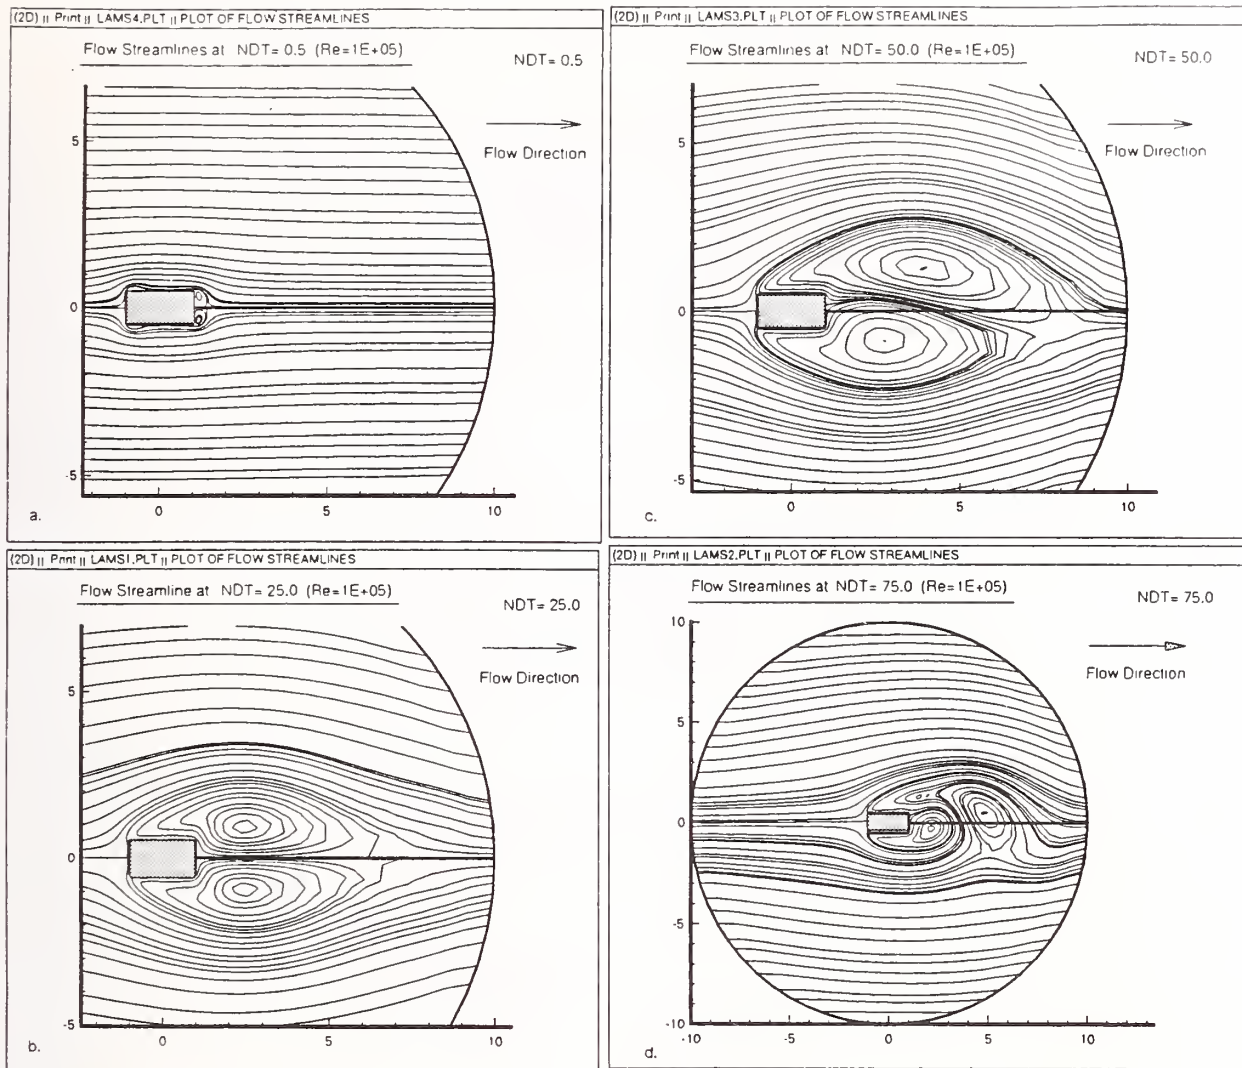 (2D) || Print || LAMS4.PLT || PLOT OF FLOW STREAMLINES
Flow Streamlines at NDT= 0.5 (Re=1E+05)
NDT= 0.5
Flow Direction
5
0
-5
0
5
10
a.
(2D) || Print || LAMS1.PLT || PLOT OF FLOW STREAMLINES
Flow Streamline at NDT= 25.0 (Re=1E+05)
NDT= 25.0
Flow Direction
5
0
-5
0
5
10
b.
(2D) || Print || LAMS3.PLT || PLOT OF FLOW STREAMLINES
Flow Streamlines at NDT= 50.0 (Re=1E+05)
NDT= 50.0
Flow Direction
5
0
-5
0
5
10
c.
(2D) || Print || LAMS2.PLT || PLOT OF FLOW STREAMLINES
Flow Streamlines at NDT= 75.0 (Re=1E+05)
NDT= 75.0
Flow Direction
10
5
0
-5
-10
-10
-5
0
5
10
d.